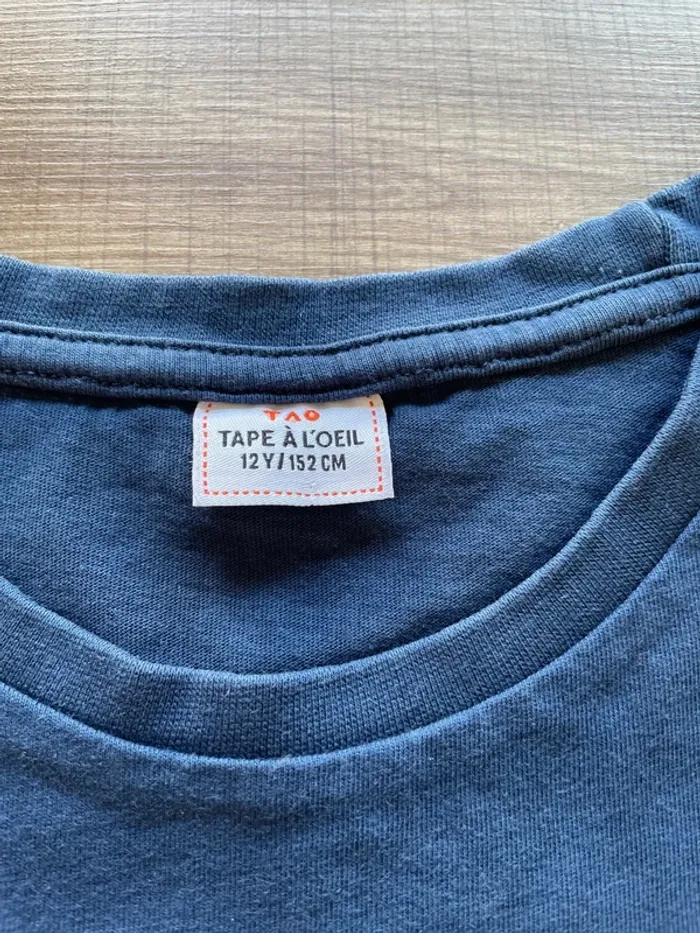 TAO
TAPE À L'OEIL
12 Y / 152 CM